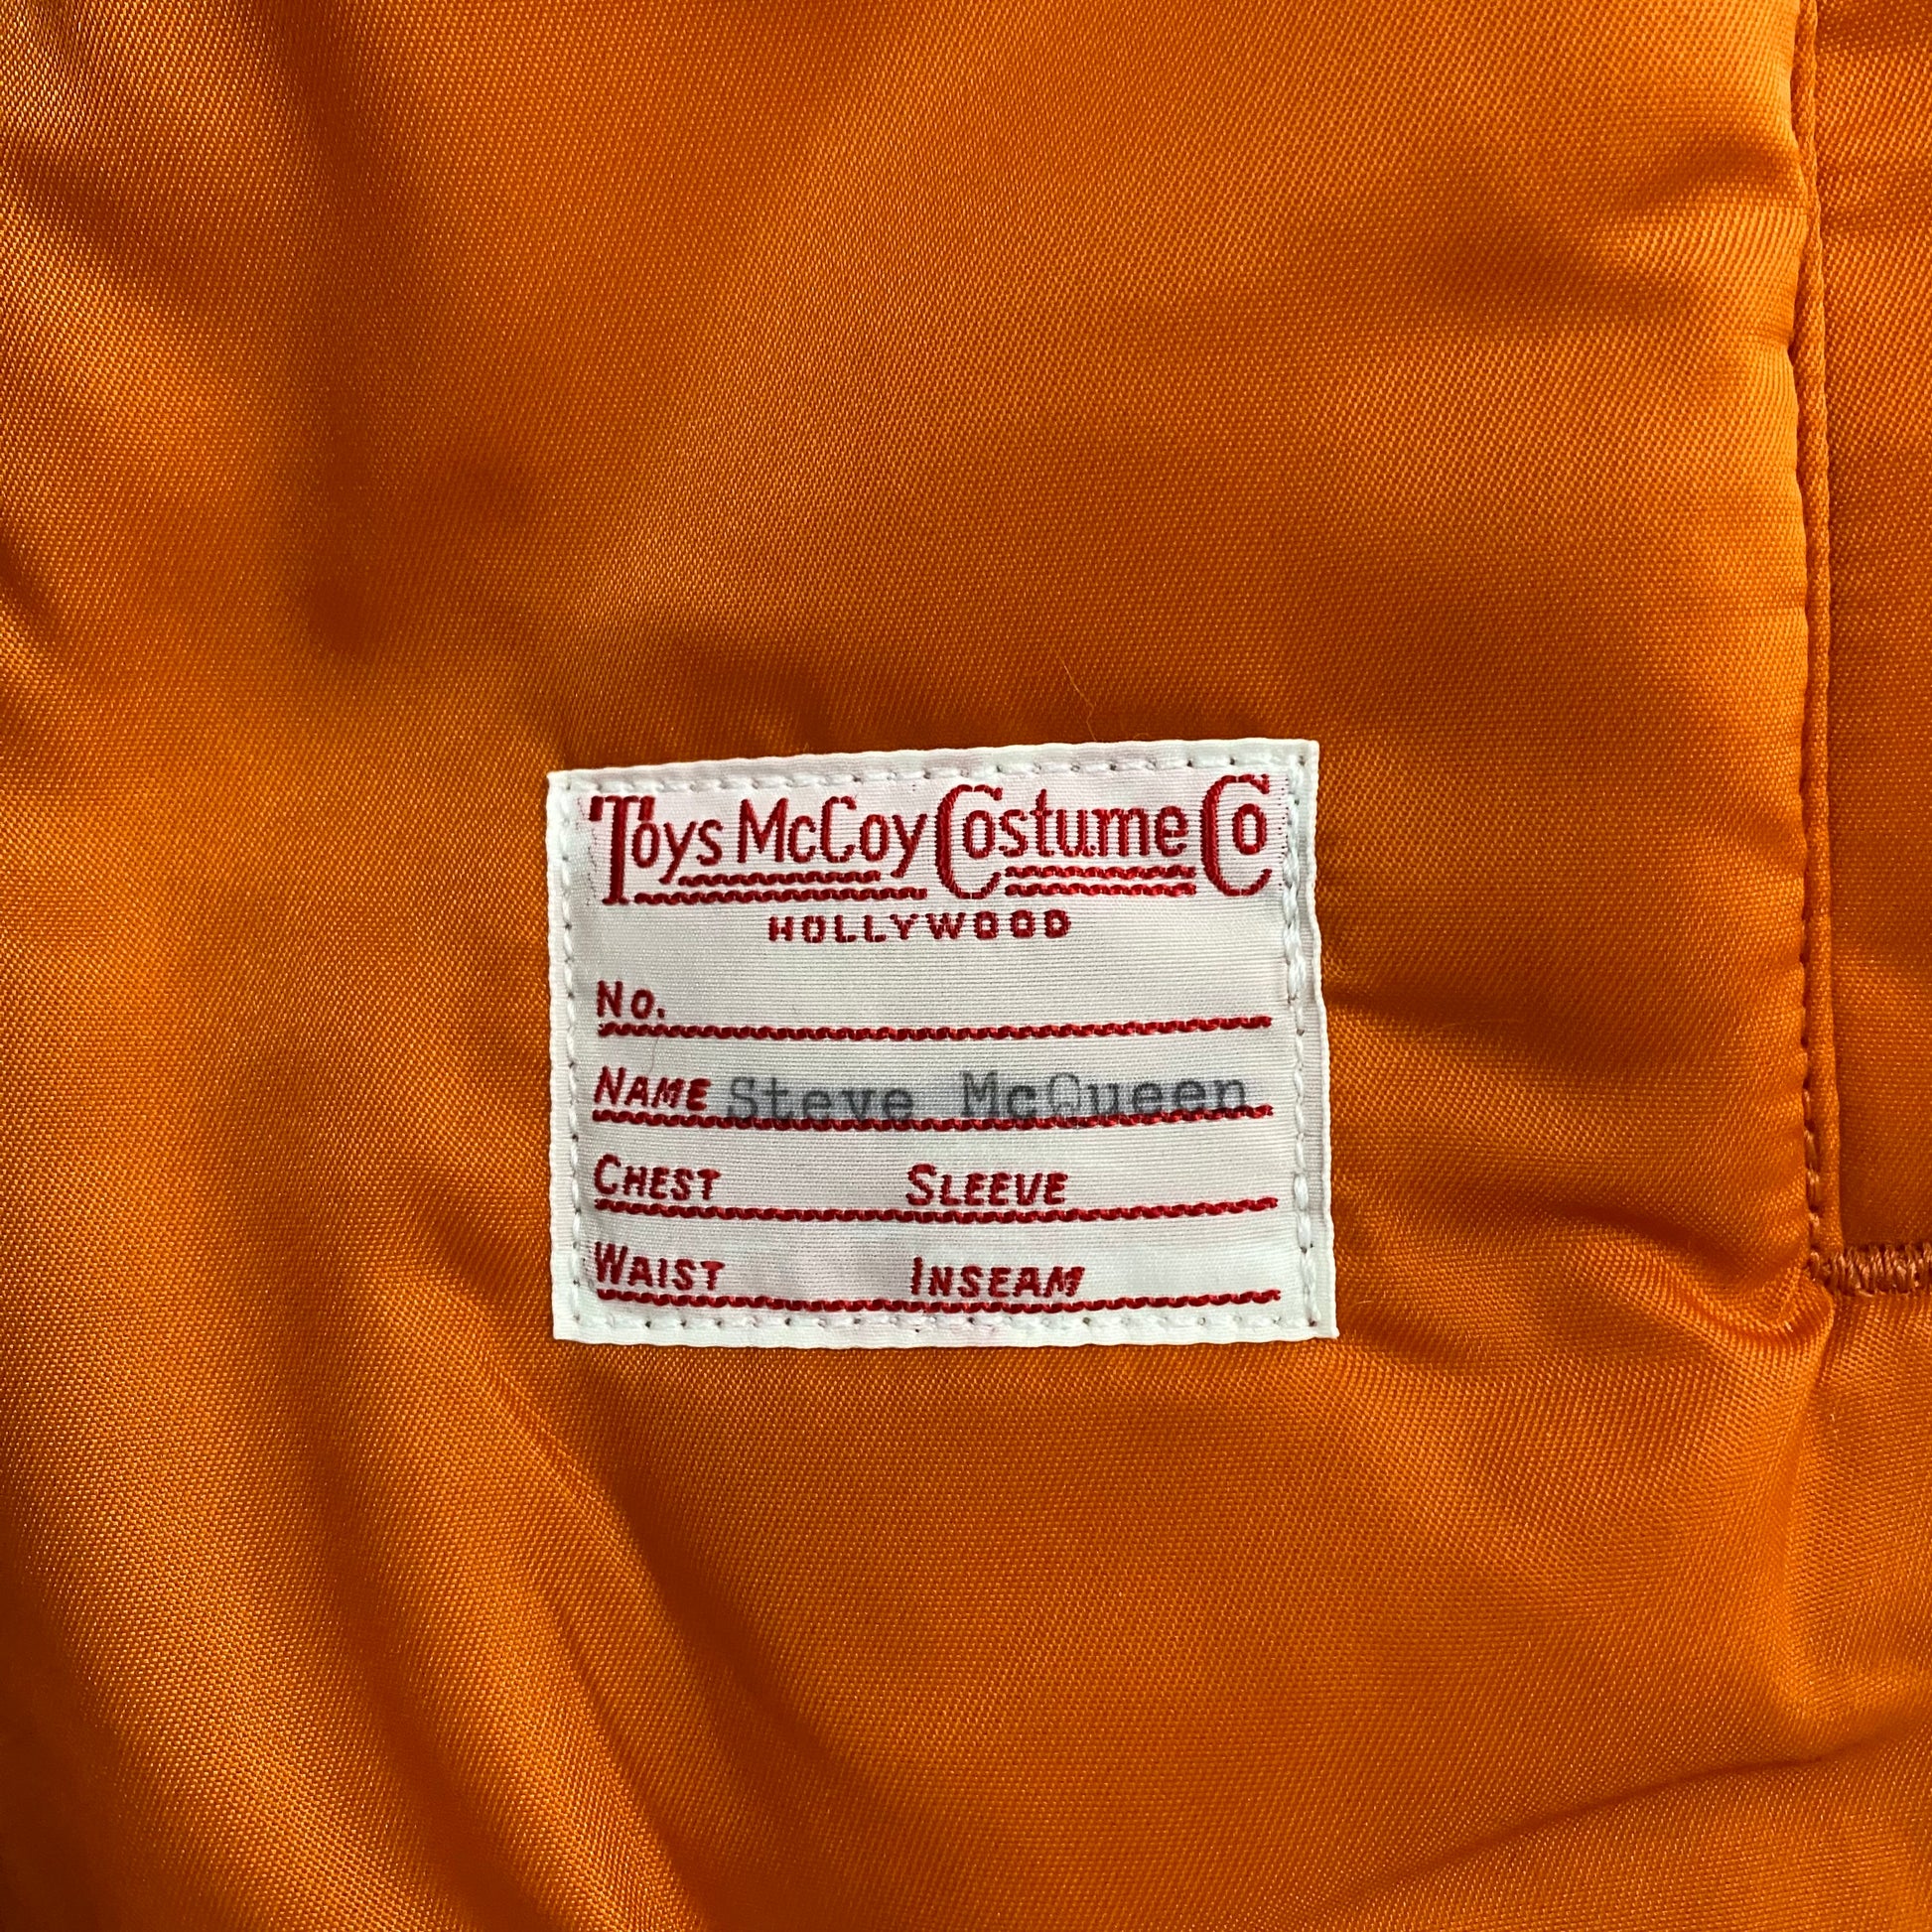 Toys McCoy Costume Co
HOLLYWOOD
No.
NAME Steve McQueen
CHEST SLEEVE
WAIST INSEAM